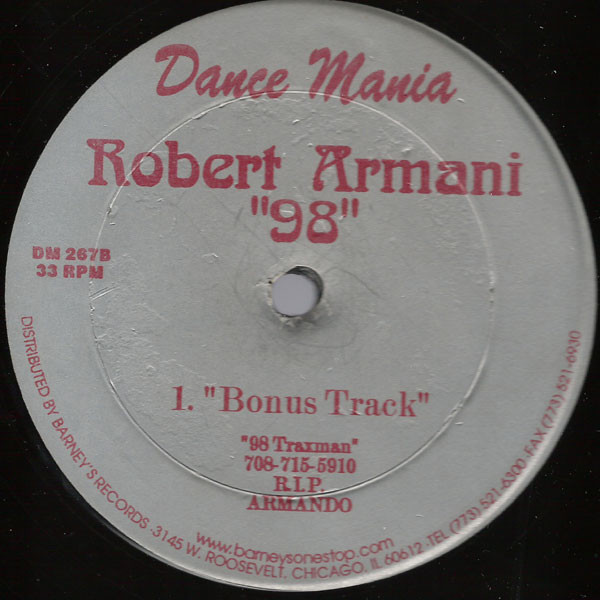 Dance Mania
Robert Armani
"98"
DM 267B
33 RPM
1. "Bonus Track"
"98 Traxman"
708-715-5910
R.I.P.
ARMANDO
DISTRIBUTED BY BARNEY'S RECORDS ·3145 W. ROOSEVELT, CHICAGO, IL 60612 ·TEL (773) 521-6300 ·FAX (773) 521-6930
www.barneysonestop.com